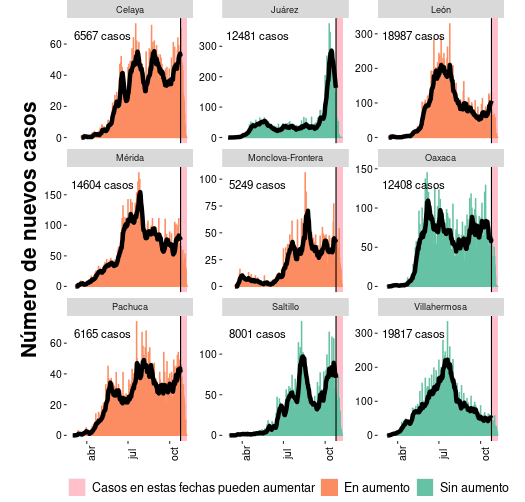 Número de nuevos casos
Celaya Juárez León
6567 casos 12481 casos 18987 casos
60 40 20 0
300 200 100 0
300 200 100 0
Mérida Monclova-Frontera Oaxaca
14604 casos 5249 casos 12408 casos
150 100 50 0
100 75 50 25 0
150 100 50 0
Pachuca Saltillo Villahermosa
6165 casos 8001 casos 19817 casos
60 40 20 0
100 50 0
300 200 100 0
abr jul oct abr jul oct abr jul oct
Casos en estas fechas pueden aumentar En aumento Sin aumento